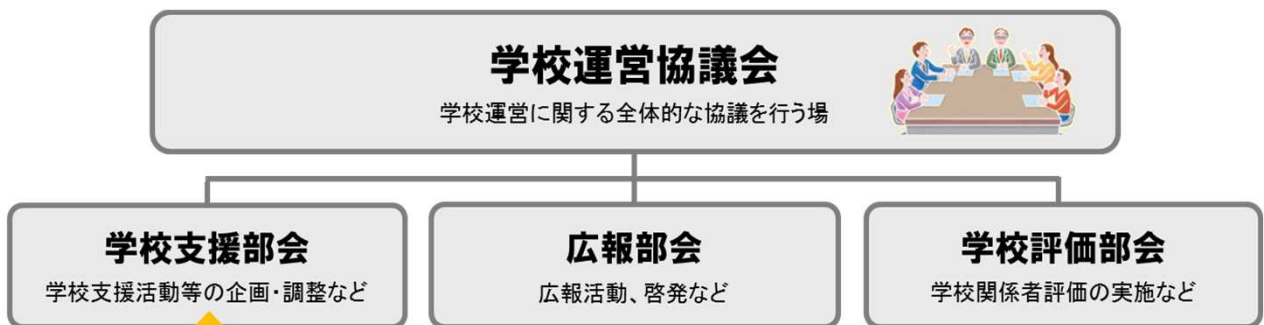 学校運営協議会
学校運営に関する全体的な協議を行う場
学校支援部会
学校支援活動等の企画・調整など
広報部会
広報活動、啓発など
学校評価部会
学校関係者評価の実施など